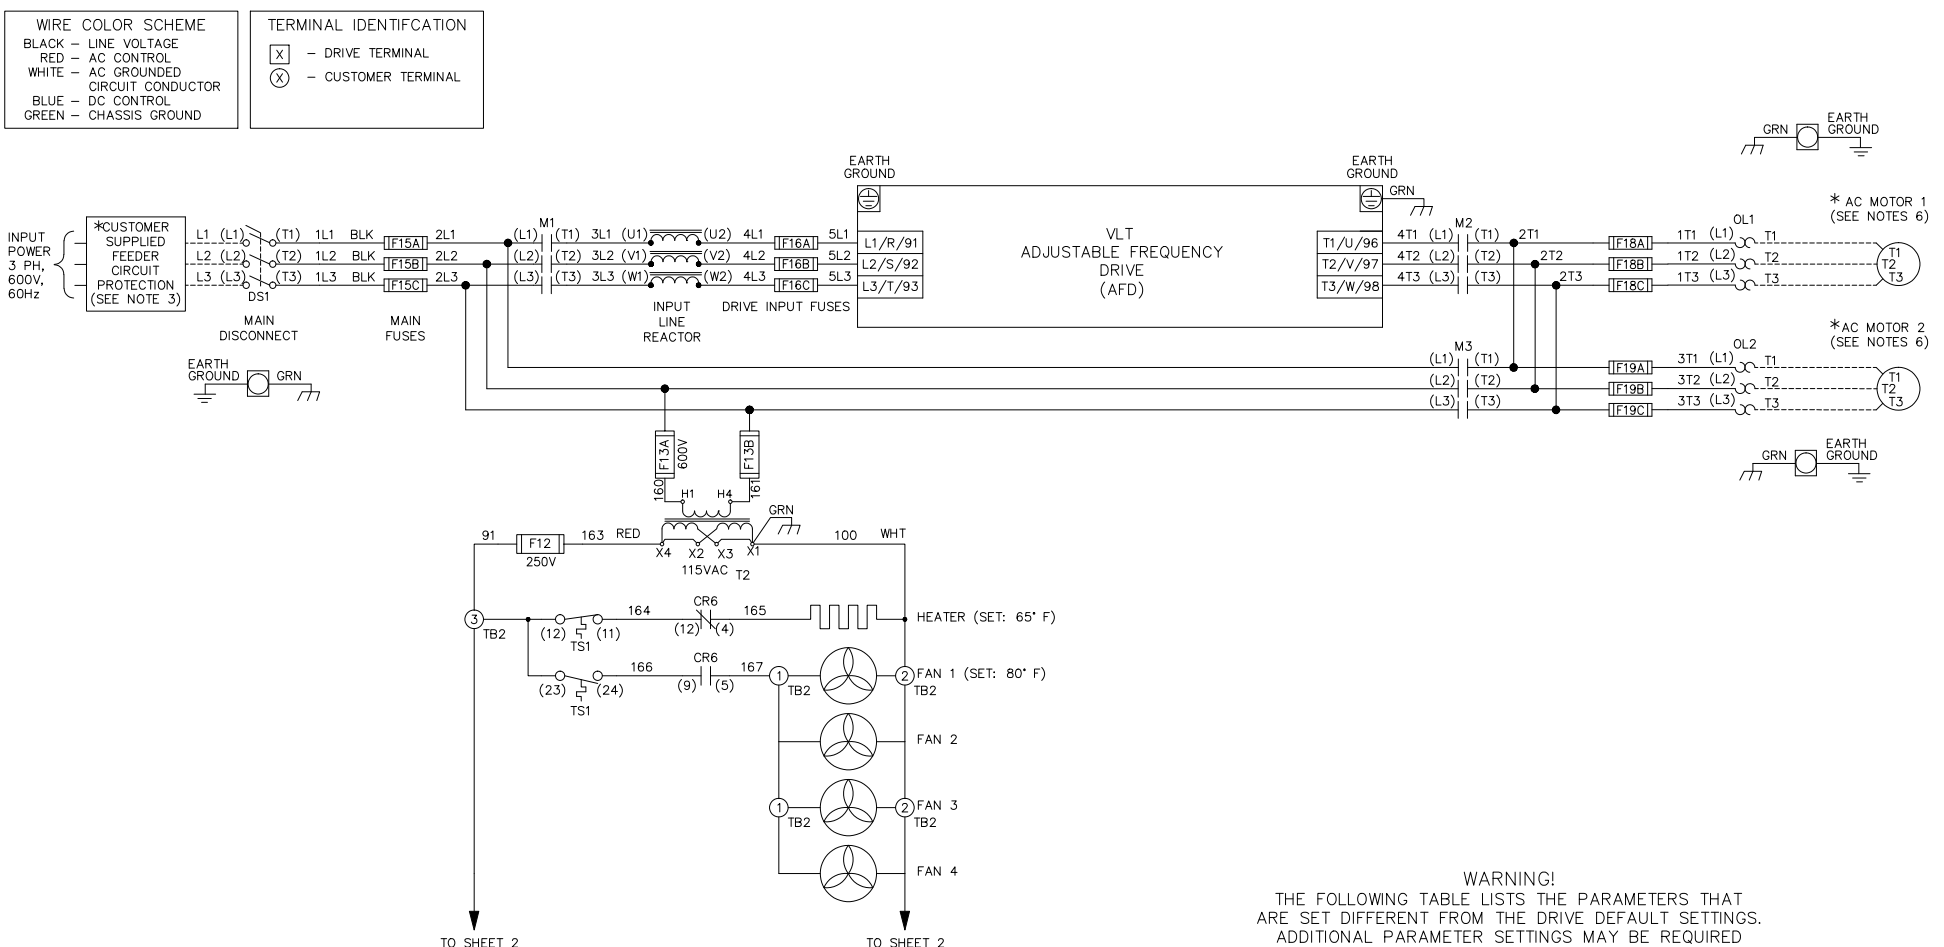 WIRE COLOR SCHEME
BLACK – LINE VOLTAGE
RED – AC CONTROL
WHITE – AC GROUNDED
CIRCUIT CONDUCTOR
BLUE – DC CONTROL
GREEN – CHASSIS GROUND
TERMINAL IDENTIFCATION
X – DRIVE TERMINAL
X – CUSTOMER TERMINAL
GRN
EARTH
GROUND
INPUT
POWER
3 PH,
600V,
60Hz
*CUSTOMER
SUPPLIED
FEEDER
CIRCUIT
PROTECTION
(SEE NOTE 3)
L1 (L1) (T1) 1L1 BLK F15A 2L1
L2 (L2) (T2) 1L2 BLK F15B 2L2
L3 (L3) (T3) 1L3 BLK F15C 2L3
DS1
MAIN
DISCONNECT
MAIN
FUSES
EARTH
GROUND
GRN
M1
(L1) (T1) 3L1 (U1) (U2) 4L1 F16A 5L1
(L2) (T2) 3L2 (V1) (V2) 4L2 F16B 5L2
(L3) (T3) 3L3 (W1) (W2) 4L3 F16C 5L3
INPUT
LINE
REACTOR
DRIVE INPUT FUSES
EARTH
GROUND
L1/R/91
L2/S/92
L3/T/93
VLT
ADJUSTABLE FREQUENCY
DRIVE
(AFD)
EARTH
GROUND
GRN
T1/U/96
T2/V/97
T3/W/98
M2
4T1 (L1) (T1) 2T1 F18A 1T1 (L1) T1
4T2 (L2) (T2) 2T2 F18B 1T2 (L2) T2
4T3 (L3) (T3) 2T3 F18C 1T3 (L3) T3
OL1
* AC MOTOR 1
(SEE NOTES 6)
T1
T2
T3
M3
(L1) (T1) F19A 3T1 (L1) T1
(L2) (T2) F19B 3T2 (L2) T2
(L3) (T3) F19C 3T3 (L3) T3
OL2
*AC MOTOR 2
(SEE NOTES 6)
T1
T2
T3
GRN
EARTH
GROUND
F13A
600V
F13B
160
161
H1 H4
GRN
91 F12 163 RED
250V
X4 X2 X3 X1
115VAC T2
100 WHT
3
TB2
(12) (11)
TS1
164
CR6
(12) (4)
165
HEATER (SET: 65° F)
(23) (24)
TS1
166
CR6
(9) (5)
167
1
TB2
2
TB2
FAN 1 (SET: 80° F)
FAN 2
1
TB2
2
TB2
FAN 3
FAN 4
TO SHEET 2
TO SHEET 2
WARNING!
THE FOLLOWING TABLE LISTS THE PARAMETERS THAT
ARE SET DIFFERENT FROM THE DRIVE DEFAULT SETTINGS.
ADDITIONAL PARAMETER SETTINGS MAY BE REQUIRED